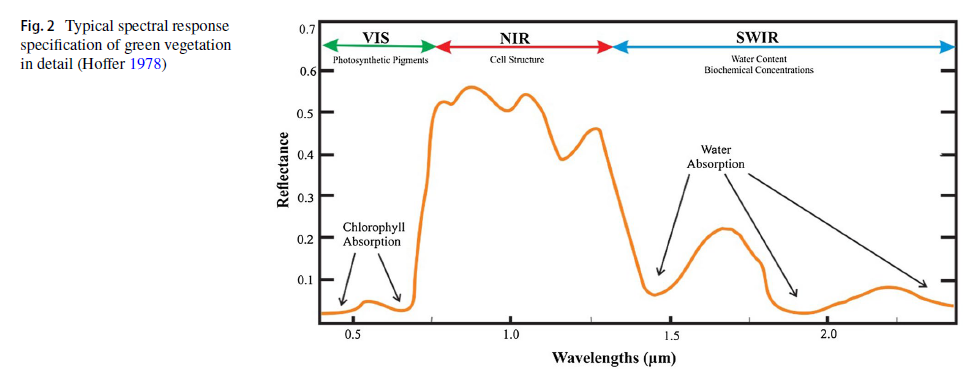 Fig. 2 Typical spectral response
specification of green vegetation
in detail (Hoffer 1978)
0.7
0.6
0.5
0.4
0.3
0.2
0.1
Reflectance
VIS
Photosynthetic Pigments
NIR
Cell Structure
SWIR
Water Content
Biochemical Concentrations
Chlorophyll
Absorption
Water
Absorption
0.5
1.0
1.5
2.0
Wavelengths (µm)